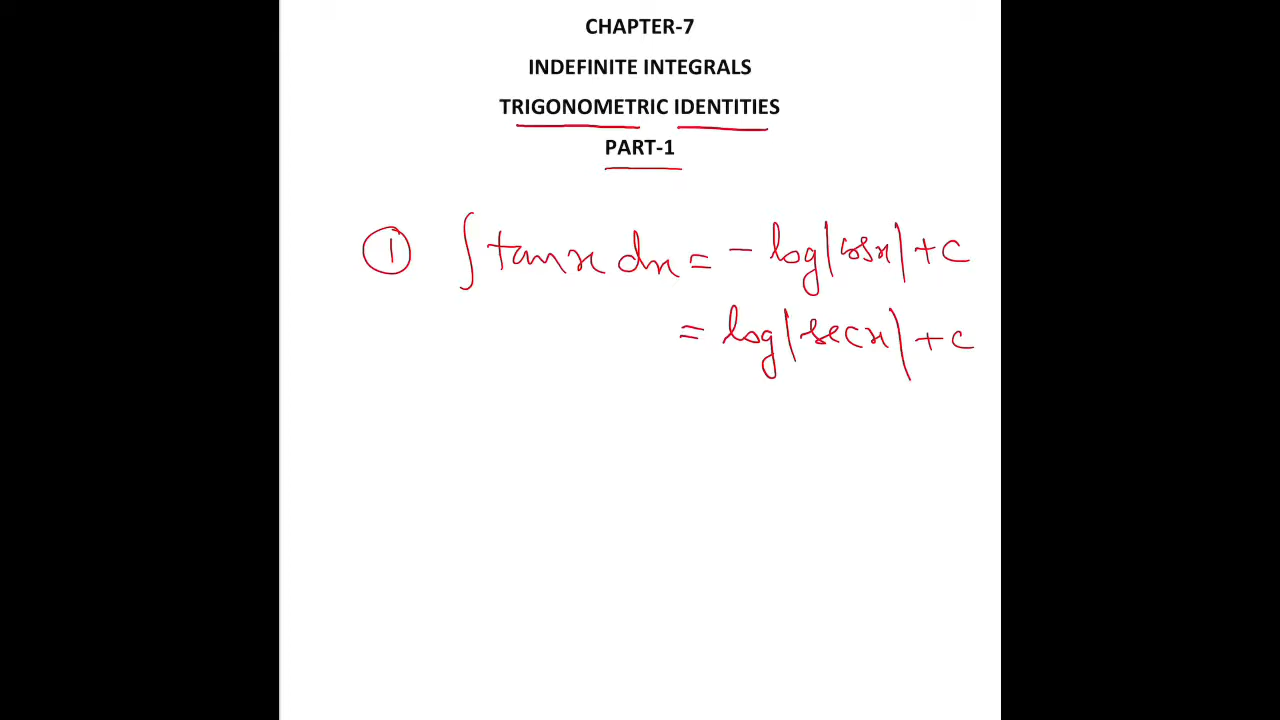 CHAPTER-7
INDEFINITE INTEGRALS
TRIGONOMETRIC IDENTITIES
PART-1
① ∫ tanx dx = - log|cosx| + c
= log|secx| + c